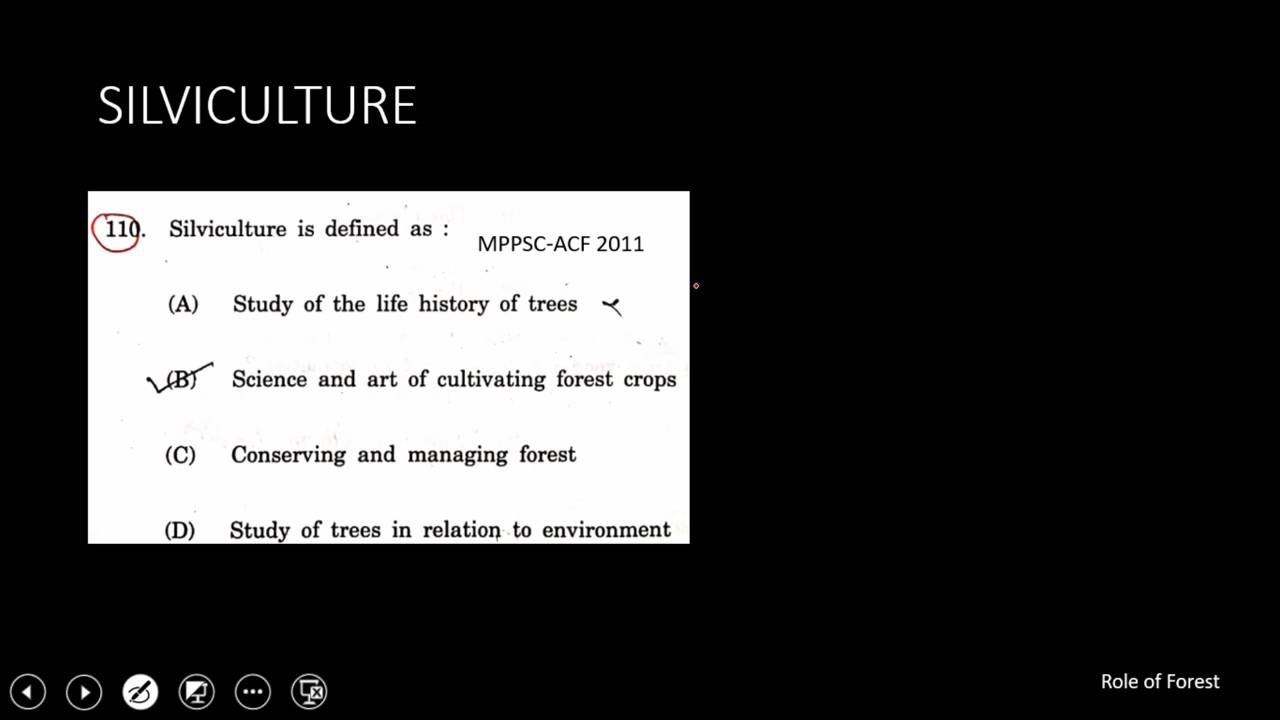 SILVICULTURE
110. Silviculture is defined as :
MPPSC-ACF 2011
(A) Study of the life history of trees
(B) Science and art of cultivating forest crops
(C) Conserving and managing forest
(D) Study of trees in relation to environment
Role of Forest